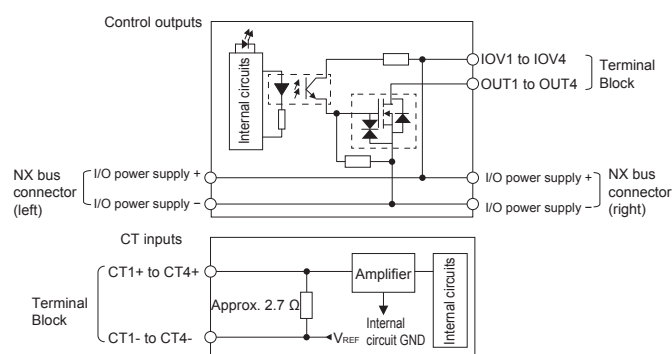 Control outputs
Internal circuits
IOV1 to IOV4
OUT1 to OUT4
Terminal
Block
NX bus
connector
(left)
I/O power supply +
I/O power supply −
I/O power supply +
I/O power supply −
NX bus
connector
(right)
CT inputs
Terminal
Block
CT1+ to CT4+
CT1- to CT4-
Approx. 2.7 Ω
Amplifier
Internal
circuit GND
VREF
Internal circuits